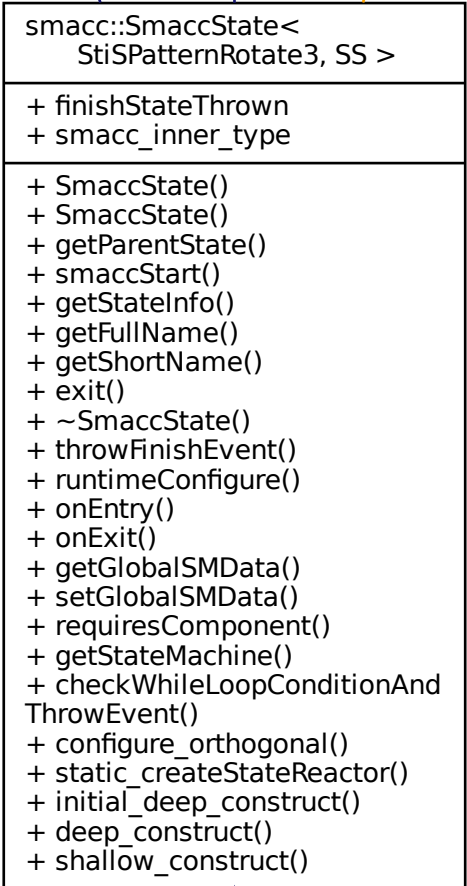 smacc::SmaccState<
StiSPatternRotate3, SS >
+ finishStateThrown
+ smacc_inner_type
+ SmaccState()
+ SmaccState()
+ getParentState()
+ smaccStart()
+ getStateInfo()
+ getFullName()
+ getShortName()
+ exit()
+ ~SmaccState()
+ throwFinishEvent()
+ runtimeConfigure()
+ onEntry()
+ onExit()
+ getGlobalSMData()
+ setGlobalSMData()
+ requiresComponent()
+ getStateMachine()
+ checkWhileLoopConditionAnd
ThrowEvent()
+ configure_orthogonal()
+ static_createStateReactor()
+ initial_deep_construct()
+ deep_construct()
+ shallow_construct()